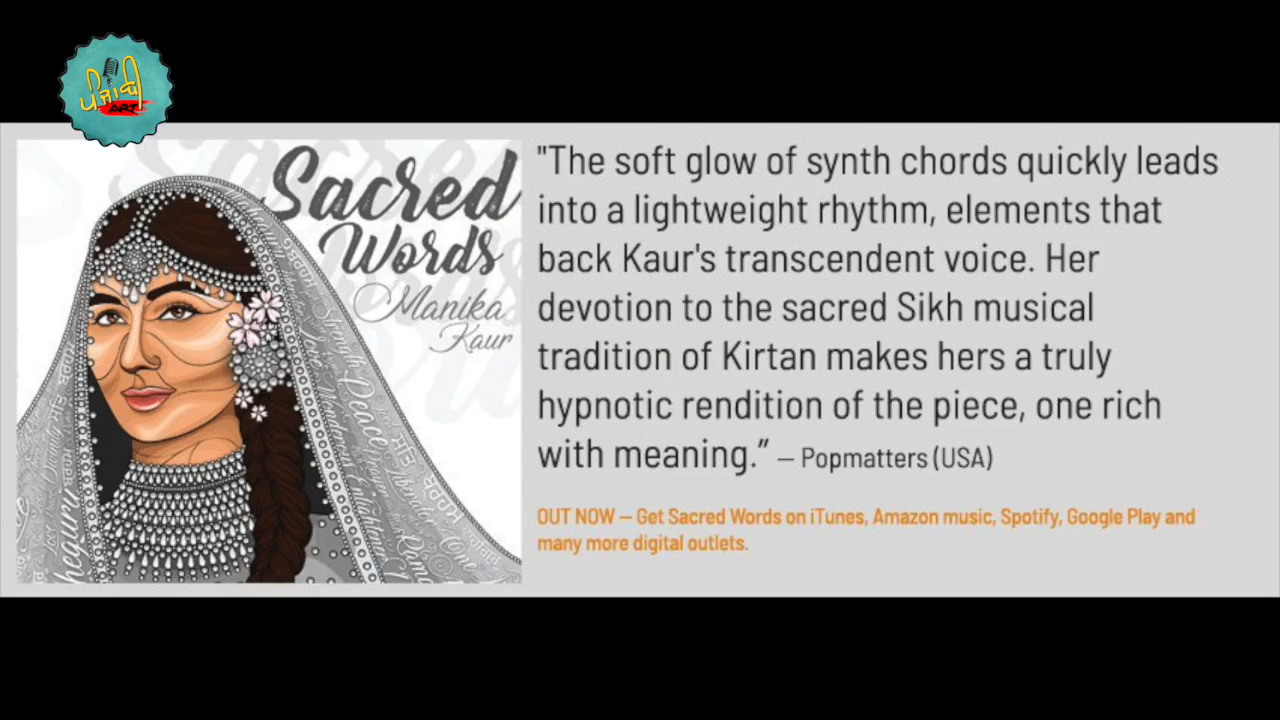 ਪੰਜਾਬੀ
ART
Sacred
Words
Manika
Kaur
"The soft glow of synth chords quickly leads
into a lightweight rhythm, elements that
back Kaur's transcendent voice. Her
devotion to the sacred Sikh musical
tradition of Kirtan makes hers a truly
hypnotic rendition of the piece, one rich
with meaning.” – Popmatters (USA)
OUT NOW – Get Sacred Words on iTunes, Amazon music, Spotify, Google Play and
many more digital outlets.